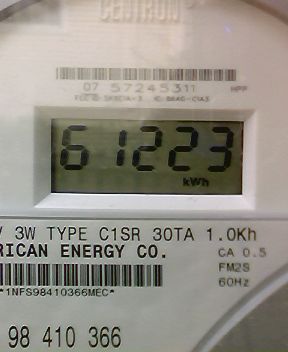 CENTRON
07 57245311
61223
kWh
V 3W TYPE C1SR 30TA 1.0Kh
RICAN ENERGY CO.
CA 0.5
FM2S
60Hz
*1NFS98410366MEC*
98 410 366